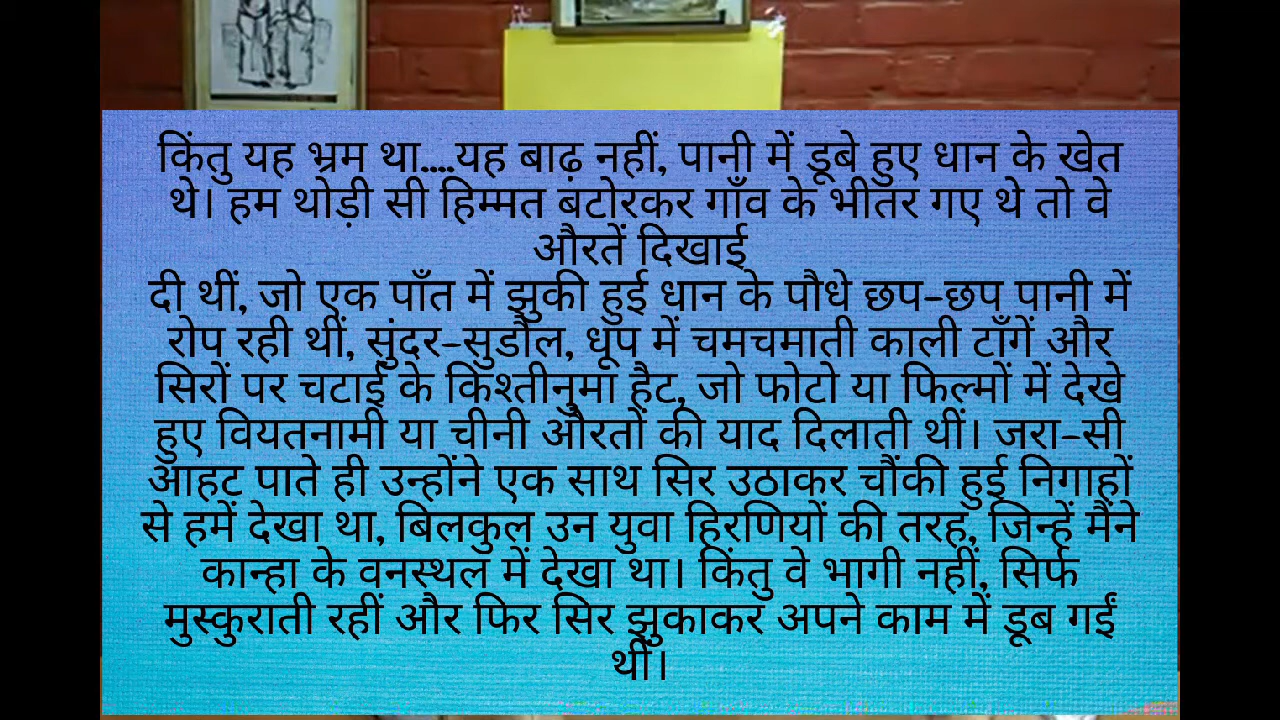 किंतु यह भ्रम था....यह बाढ़ नहीं, पानी में डूबे हुए धान के खेत
थे। हम थोड़ी सी हिम्मत बटोरकर गाँव के भीतर गए थे तो वे
औरतें दिखाई
दी थीं, जो एक पाँत में झुकी हुई धान के पौधे छप-छप पानी में
रोप रही थीं, सुंदर-सुडौल, धूप में चमचमाती काली टाँगें और
सिरों पर चटाई के किश्तीनुमा हैट, जो फोटो या फिल्मों में देखे
हुए वियतनामी या चीनी औरतों की याद दिलाती थीं। जरा-सी
आहट पाते ही उन्होंने एक साथ सिर उठाकर चौंकी हुई निगाहों
से हमें देखा था, बिलकुल उन युवा हिरणियों की तरह, जिन्हें मैंने
कान्हा के वनस्थल में देखा था। किंतु वे भागी नहीं, सिर्फ
मुस्कुराती रहीं और फिर सिर झुकाकर अपने काम में डूब गईं
थीं।